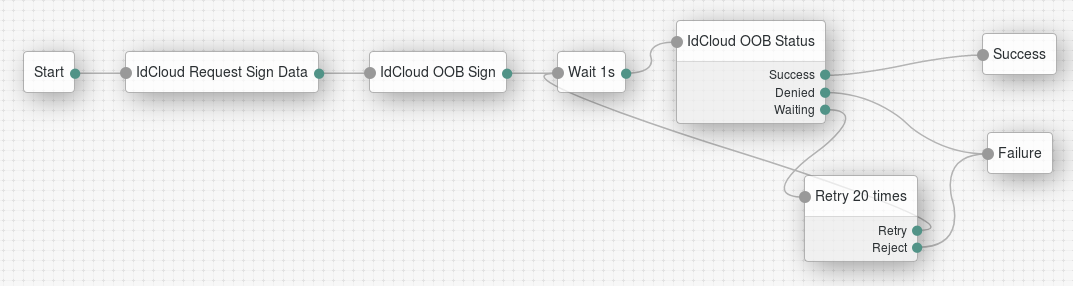 Start
IdCloud Request Sign Data
IdCloud OOB Sign
Wait 1s
IdCloud OOB Status
Success
Denied
Waiting
Success
Failure
Retry 20 times
Retry
Reject